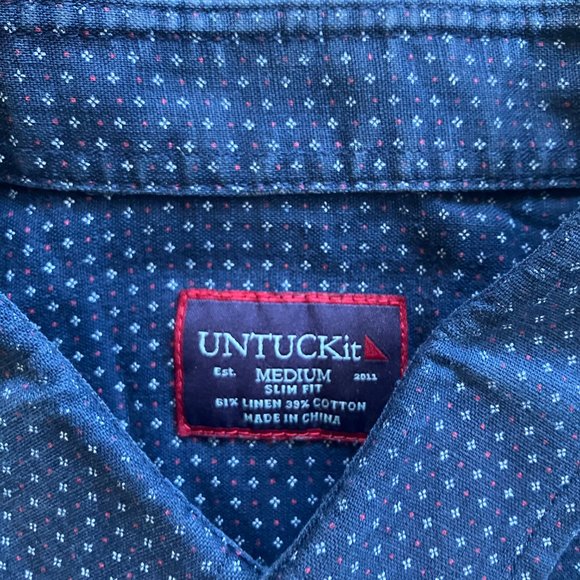 UNTUCKit
Est. MEDIUM 2011
SLIM FIT
61% LINEN 39% COTTON
MADE IN CHINA